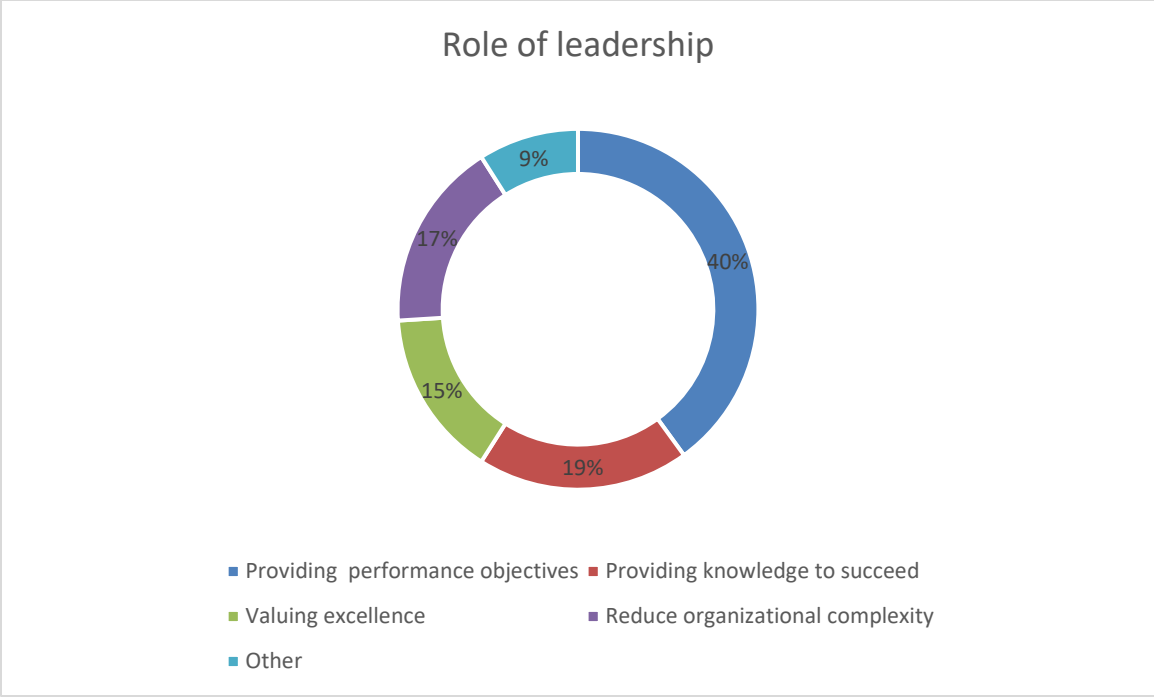 Role of leadership
9%
40%
17%
15%
19%
Providing  performance objectives
Providing knowledge to succeed
Valuing excellence
Reduce organizational complexity
Other